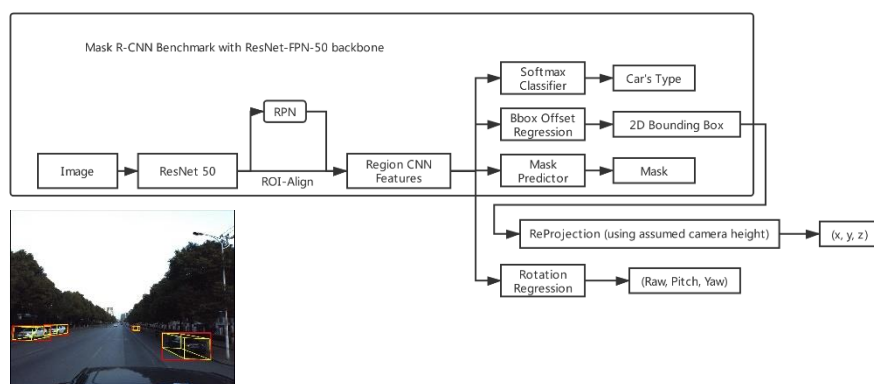 Mask R-CNN Benchmark with ResNet-FPN-50 backbone
Softmax
Classifier
Car's Type
RPN
Bbox Offset
Regression
2D Bounding Box
Image
ResNet 50
ROI-Align
Region CNN
Features
Mask
Predictor
Mask
ReProjection (using assumed camera height)
(x, y, z)
Rotation
Regression
(Raw, Pitch, Yaw)